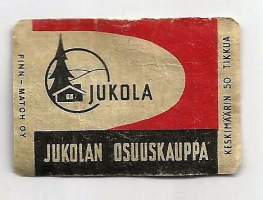 FINN-MATCH OY
JUKOLA
JUKOLAN OSUUSKAUPPA
KESKIMÄÄRIN 50 TIKKUA